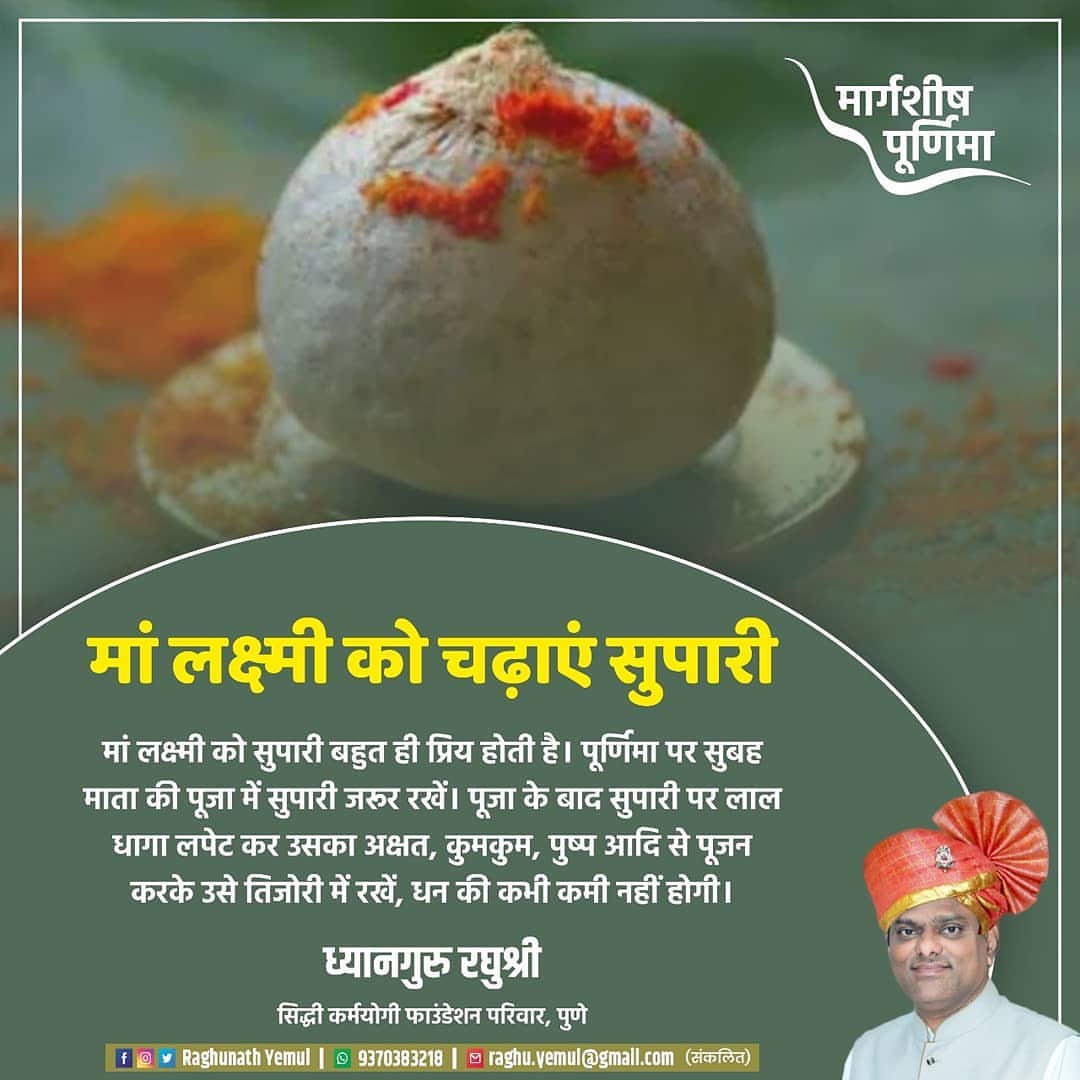 मार्गशीष
पूर्णिमा
मां लक्ष्मी को चढ़ाएं सुपारी
मां लक्ष्मी को सुपारी बहुत ही प्रिय होती है। पूर्णिमा पर सुबह
माता की पूजा में सुपारी जरूर रखें। पूजा के बाद सुपारी पर लाल
धागा लपेट कर उसका अक्षत, कुमकुम, पुष्प आदि से पूजन
करके उसे तिजोरी में रखें, धन की कभी कमी नहीं होगी।
ध्यानगुरु रघुश्री
सिद्धी कर्मयोगी फाउंडेशन परिवार, पुणे
Raghunath Yemul | 9370383218 | raghu.yemul@gmail.com (संकलित)